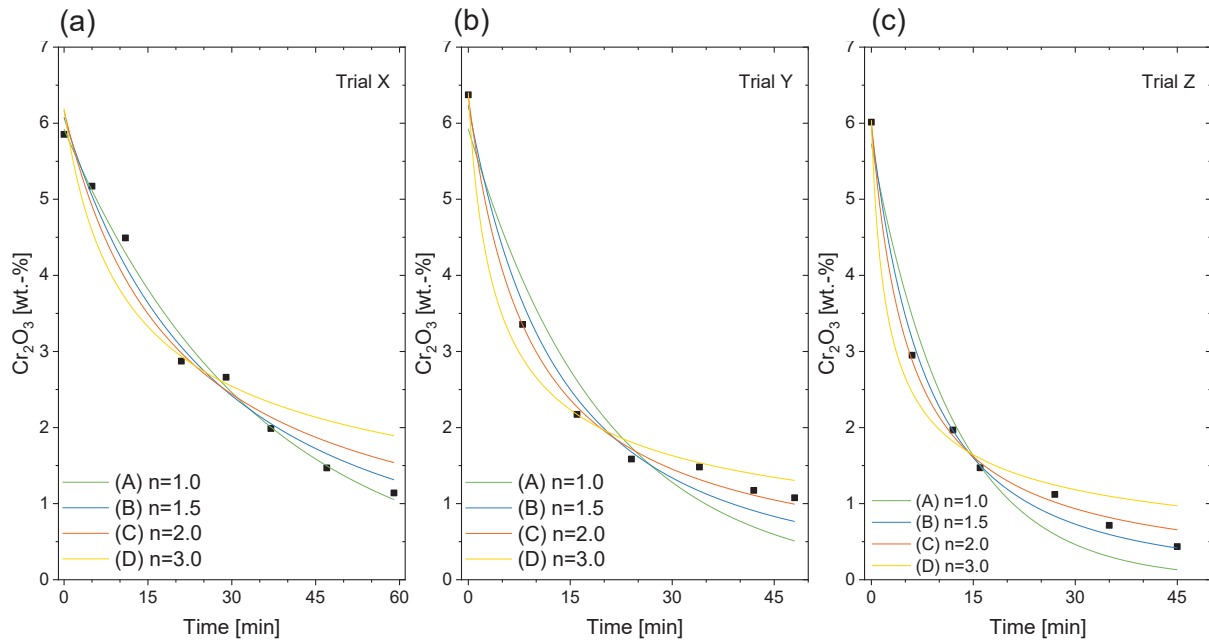 (a)
7
6
5
4
3
2
1
0
Cr₂O₃ [wt.-%]
Trial X
(A) n=1.0
(B) n=1.5
(C) n=2.0
(D) n=3.0
0 15 30 45 60
Time [min]
(b)
7
6
5
4
3
2
1
0
Cr₂O₃ [wt.-%]
Trial Y
(A) n=1.0
(B) n=1.5
(C) n=2.0
(D) n=3.0
0 15 30 45
Time [min]
(c)
7
6
5
4
3
2
1
0
Cr₂O₃ [wt.-%]
Trial Z
(A) n=1.0
(B) n=1.5
(C) n=2.0
(D) n=3.0
0 15 30 45
Time [min]